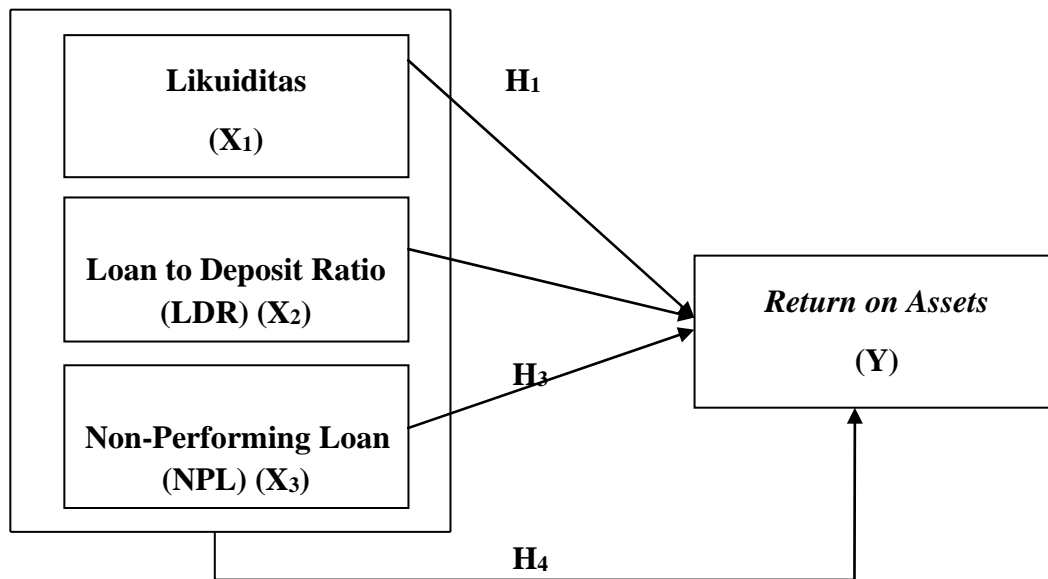 Likuiditas
(X₁)
H₁
Loan to Deposit Ratio
(LDR) (X₂)
Return on Assets
(Y)
H₃
Non-Performing Loan
(NPL) (X₃)
H₄